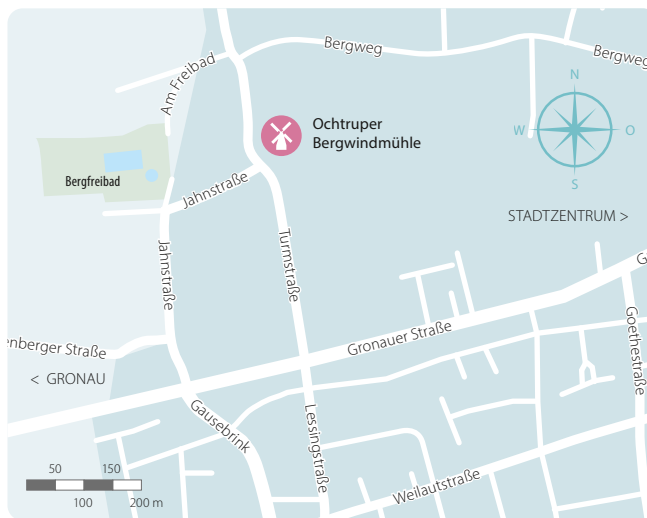 Bergweg
Bergweg
Am Freibad
N
W
O
S
Ochtruper
Bergwindmühle
Bergfreibad
Jahnstraße
STADTZENTRUM >
Turmstraße
Jahnstraße
Gronauer Straße
Goethestraße
enberger Straße
< GRONAU
Gausebrink
Lessingstraße
Weilautstraße
50
150
100
200 m